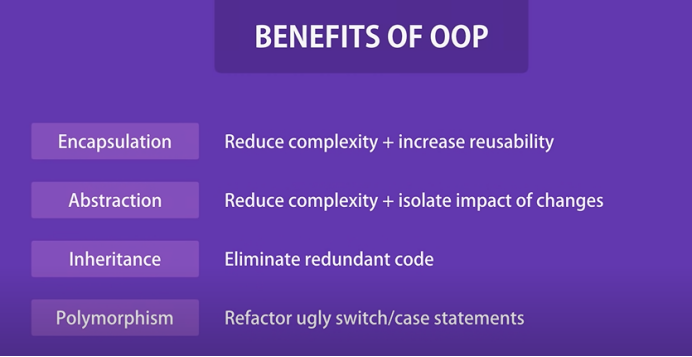 BENEFITS OF OOP
Encapsulation Reduce complexity + increase reusability
Abstraction Reduce complexity + isolate impact of changes
Inheritance Eliminate redundant code
Polymorphism Refactor ugly switch/case statements